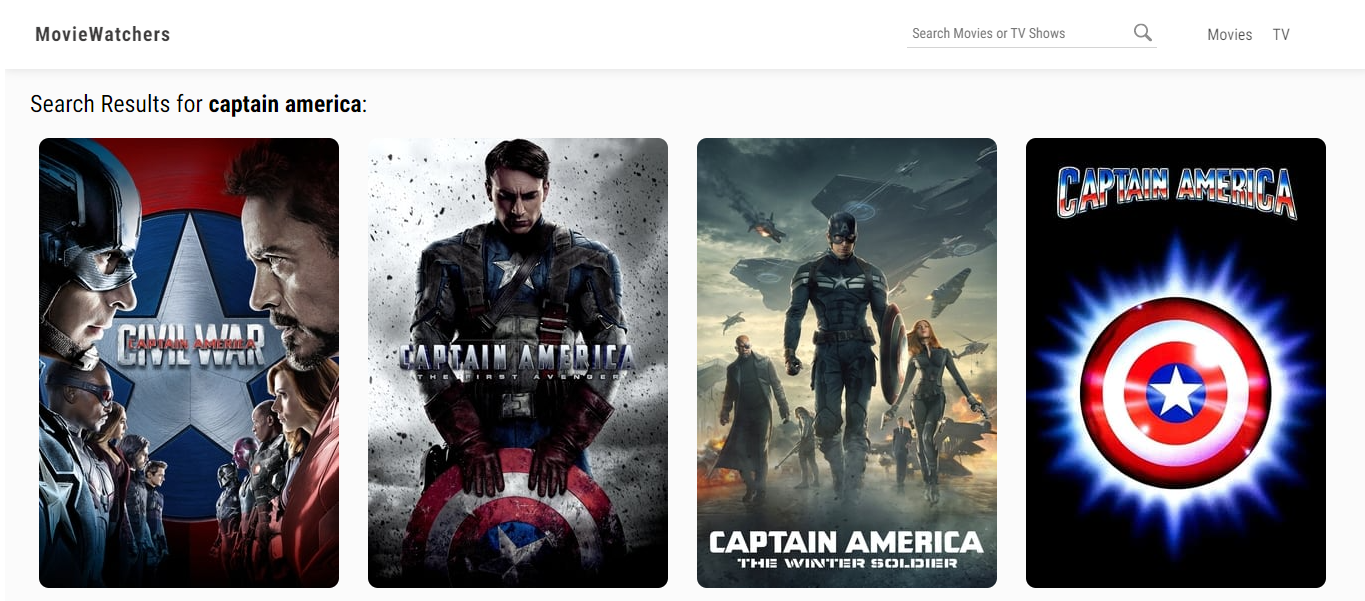 MovieWatchers
Search Movies or TV Shows
Movies TV
Search Results for captain america:
CIVIL WAR
CAPTAIN AMERICA
CAPTAIN AMERICA
THE FIRST AVENGER
CAPTAIN AMERICA
THE WINTER SOLDIER
CAPTAIN AMERICA